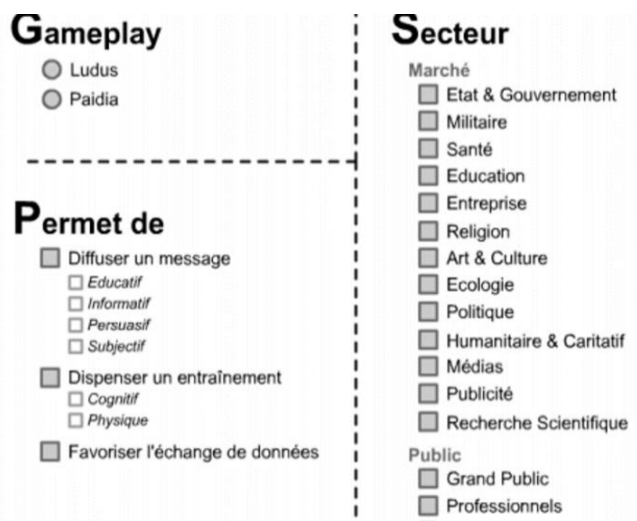 Gameplay
Ludus
Paidia
Permet de
Diffuser un message
Educatif
Informatif
Persuasif
Subjectif
Dispenser un entraînement
Cognitif
Physique
Favoriser l'échange de données
Secteur
Marché
Etat & Gouvernement
Militaire
Santé
Education
Entreprise
Religion
Art & Culture
Ecologie
Politique
Humanitaire & Caritatif
Médias
Publicité
Recherche Scientifique
Public
Grand Public
Professionnels